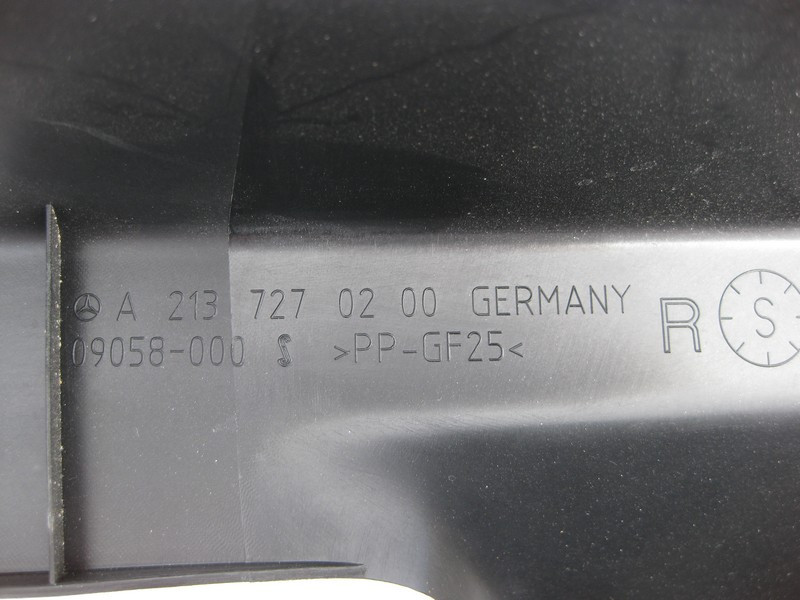 A 213 727 02 00 GERMANY
09058-000 S >PP-GF25<
R S